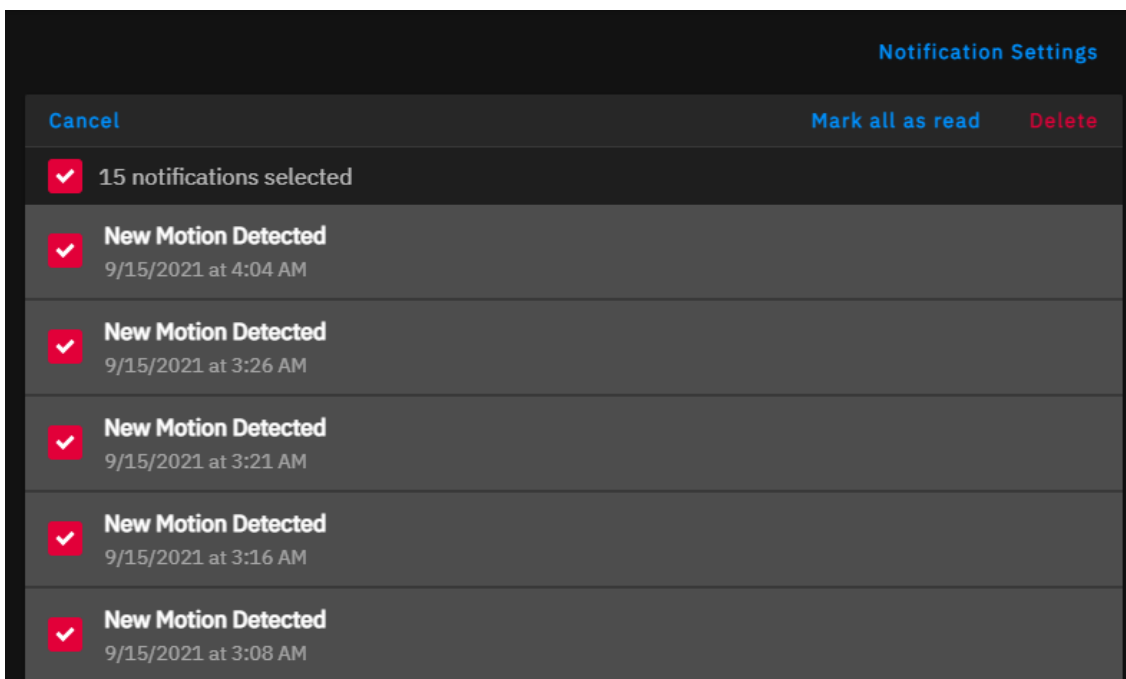 Notification Settings
Cancel Mark all as read Delete
15 notifications selected
New Motion Detected
9/15/2021 at 4:04 AM
New Motion Detected
9/15/2021 at 3:26 AM
New Motion Detected
9/15/2021 at 3:21 AM
New Motion Detected
9/15/2021 at 3:16 AM
New Motion Detected
9/15/2021 at 3:08 AM